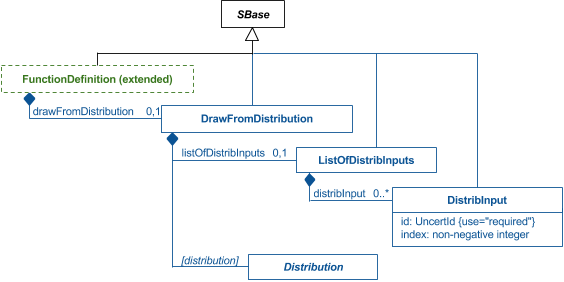 SBase
FunctionDefinition (extended)
drawFromDistribution 0,1
DrawFromDistribution
listOfDistribInputs 0,1
ListOfDistribInputs
distribInput 0..*
DistribInput
id: UncertId {use="required"}
index: non-negative integer
[distribution]
Distribution